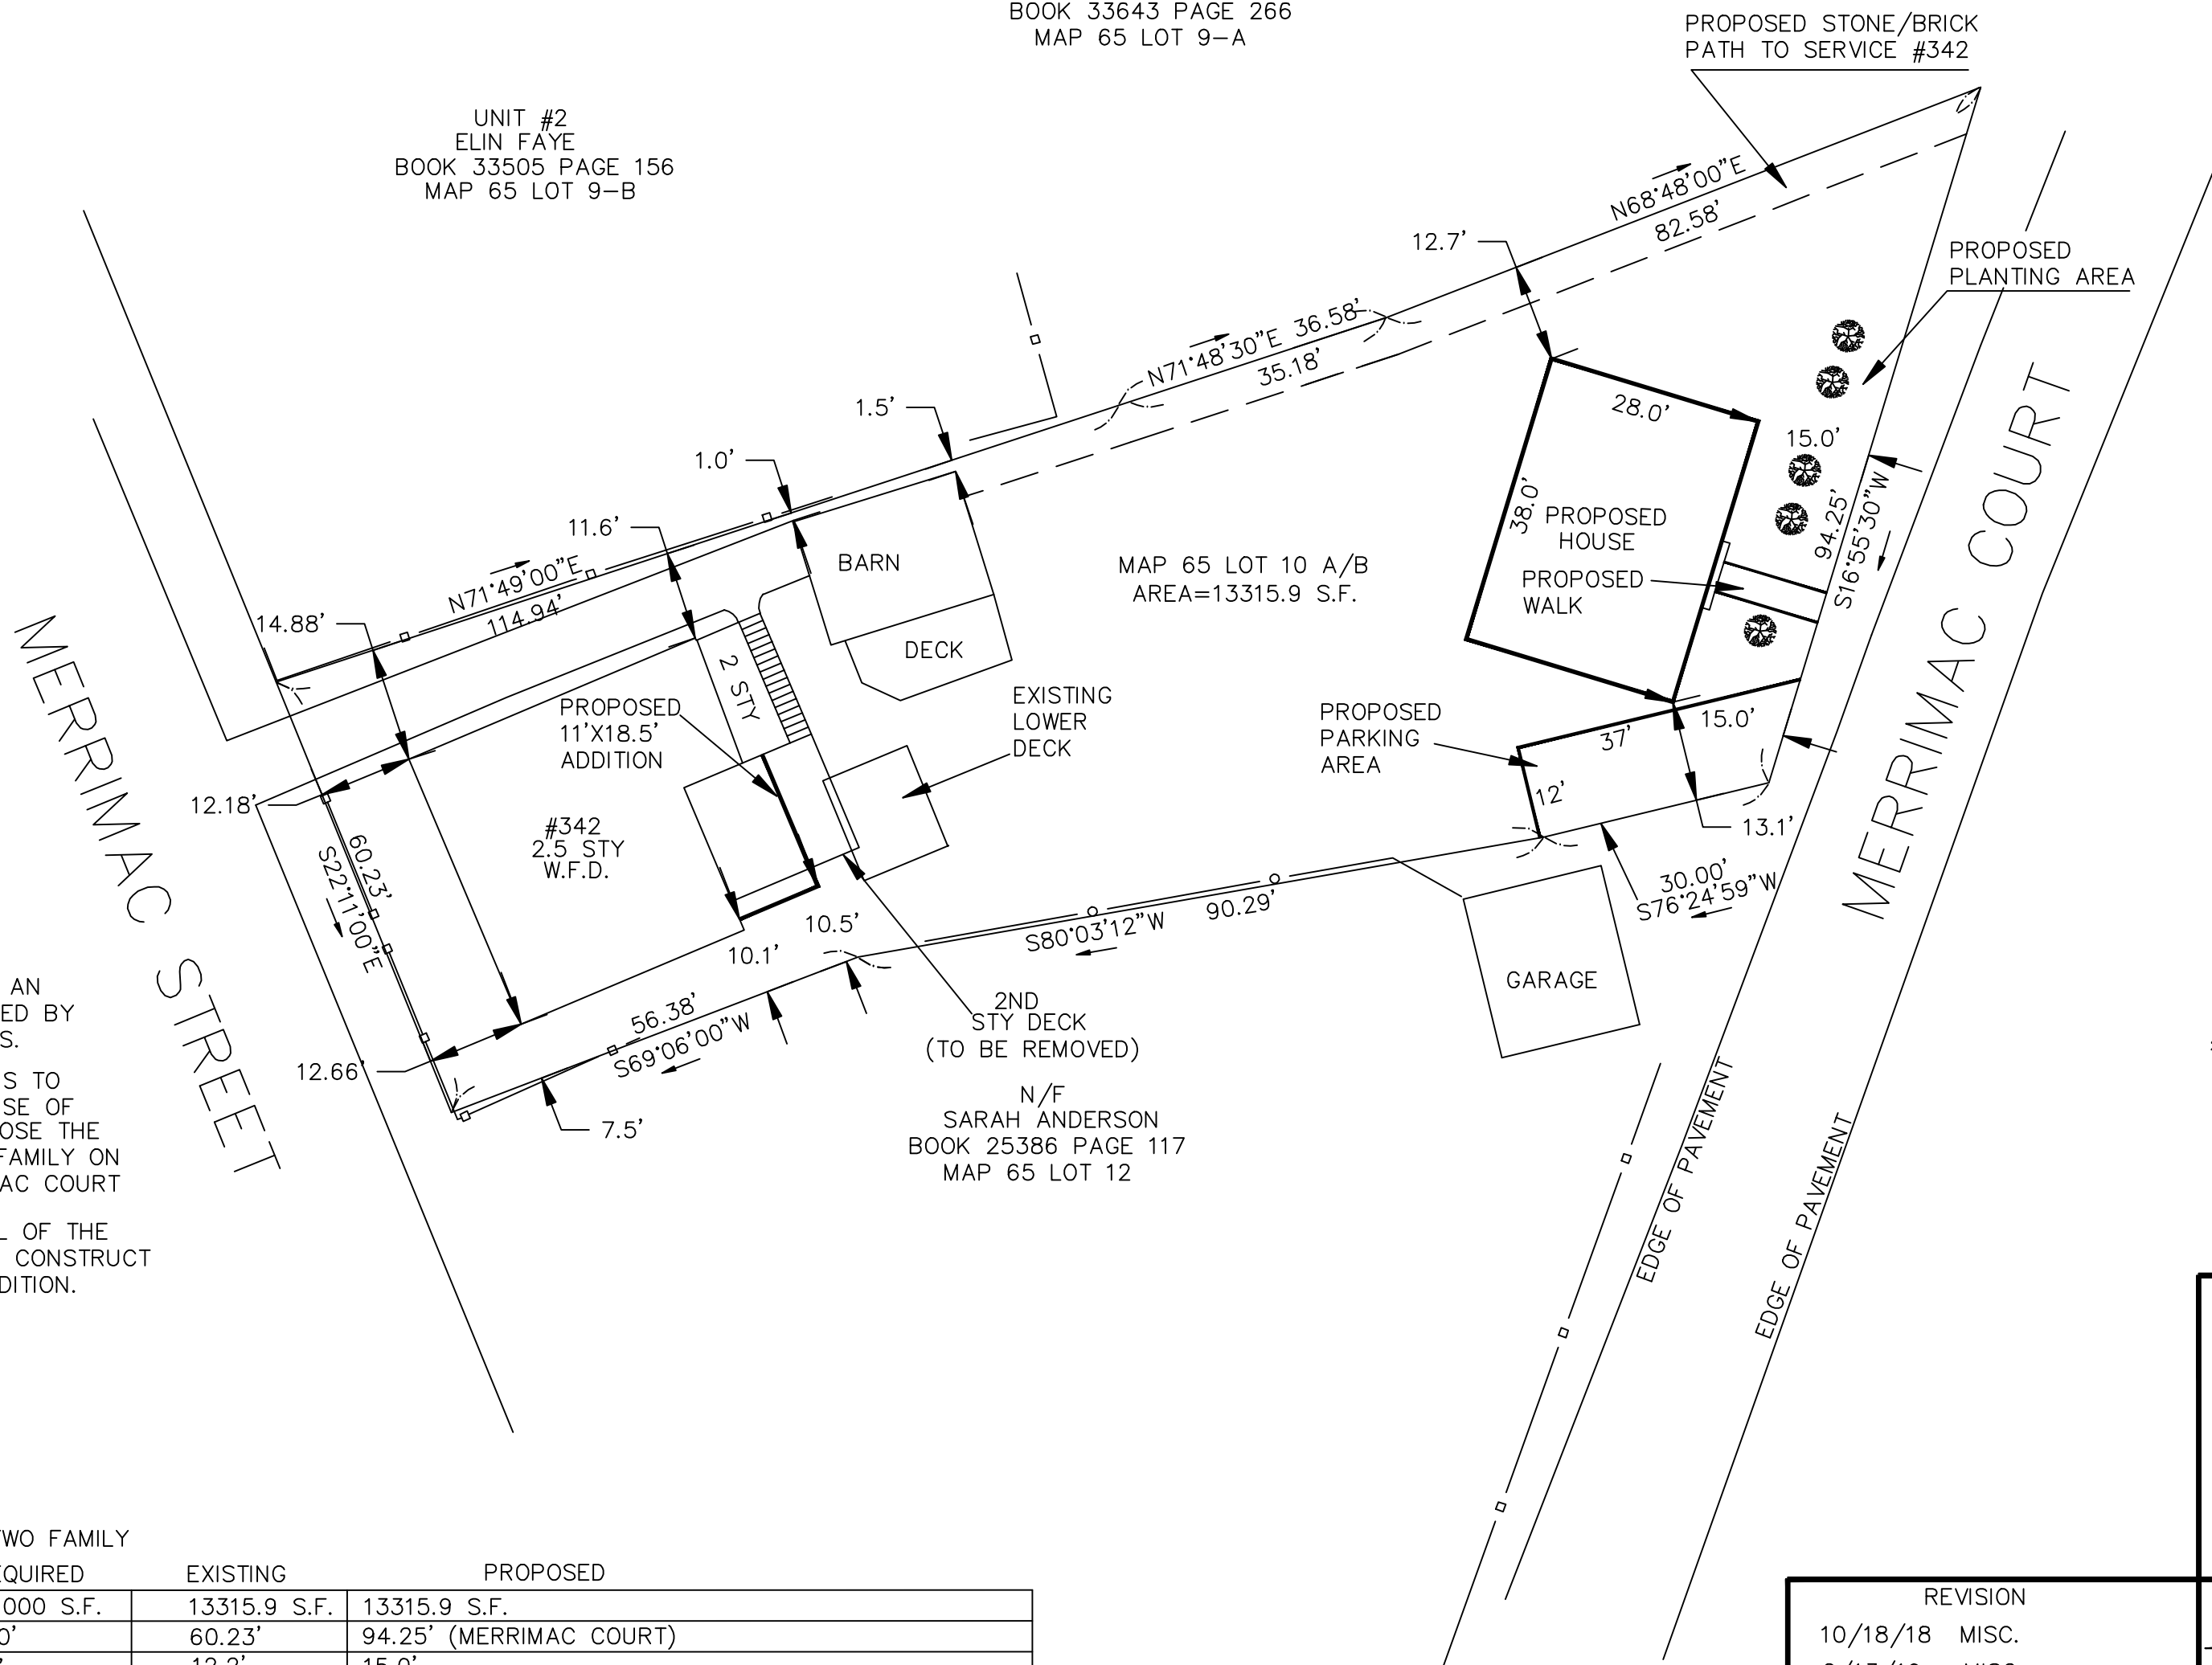 BOOK 33643 PAGE 266
MAP 65 LOT 9-A
PROPOSED STONE/BRICK
PATH TO SERVICE #342
UNIT #2
ELIN FAYE
BOOK 33505 PAGE 156
MAP 65 LOT 9-B
N68°48'00"E
82.58'
12.7'
PROPOSED
PLANTING AREA
N71°48'30"E 36.58'
35.18'
1.5'
1.0'
11.6'
28.0'
15.0'
38.0'
94.25'
S16°55'30"W
PROPOSED
HOUSE
PROPOSED
WALK
BARN
DECK
MAP 65 LOT 10 A/B
AREA=13315.9 S.F.
N71°49'00"E
114.94'
14.88'
2 STY
PROPOSED
11'X18.5'
ADDITION
EXISTING
LOWER
DECK
PROPOSED
PARKING
AREA
37'
15.0'
12'
13.1'
MERRIMAC COURT
MERRIMAC STREET
12.18'
60.23'
S22°11'00"E
#342
2.5 STY
W.F.D.
10.5'
10.1'
S80°03'12"W
90.29'
30.00'
S76°24'59"W
GARAGE
2ND
STY DECK
(TO BE REMOVED)
56.38'
S69°06'00"W
12.66'
7.5'
N/F
SARAH ANDERSON
BOOK 25386 PAGE 117
MAP 65 LOT 12
EDGE OF PAVEMENT
EDGE OF PAVEMENT
AN
ED BY
S.
S TO
SE OF
OSE THE
FAMILY ON
AC COURT
OF THE
CONSTRUCT
DITION.
WO FAMILY
EQUIRED EXISTING PROPOSED
000 S.F. 13315.9 S.F. 13315.9 S.F.
0' 60.23' 94.25' (MERRIMAC COURT)
12.2' 15.0'
REVISION
10/18/18 MISC.